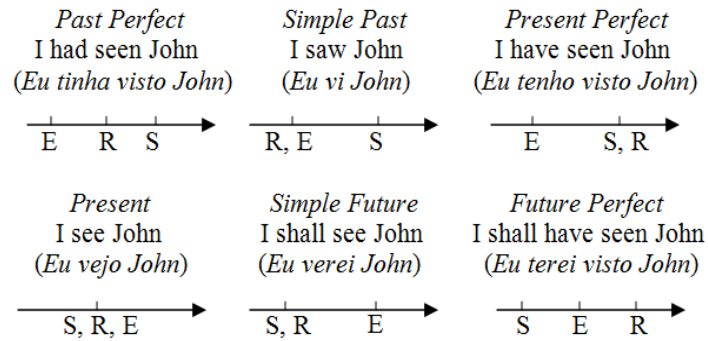 Past Perfect
I had seen John
(Eu tinha visto John)
E R S
Simple Past
I saw John
(Eu vi John)
R, E S
Present Perfect
I have seen John
(Eu tenho visto John)
E S, R
Present
I see John
(Eu vejo John)
S, R, E
Simple Future
I shall see John
(Eu verei John)
S, R E
Future Perfect
I shall have seen John
(Eu terei visto John)
S E R